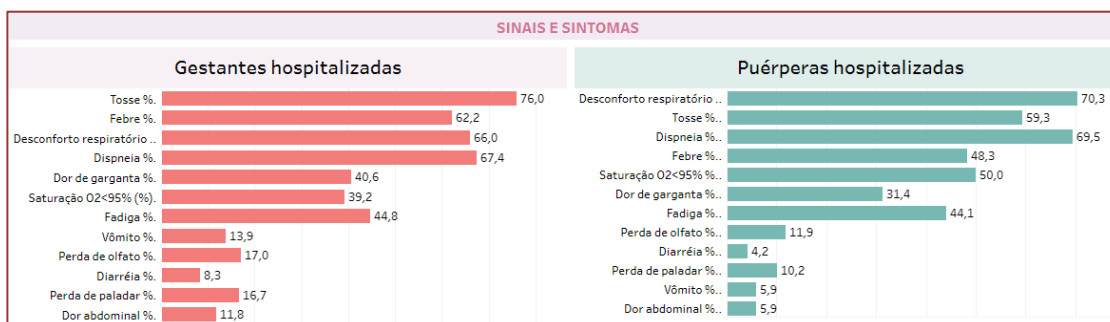 SINAIS E SINTOMAS
Gestantes hospitalizadas
Tosse %. 76,0
Febre %. 62,2
Desconforto respiratório .. 66,0
Dispneia %. 67,4
Dor de garganta %. 40,6
Saturação O2<95% (%). 39,2
Fadiga %. 44,8
Vômito %. 13,9
Perda de olfato %. 17,0
Diarréia %. 8,3
Perda de paladar %. 16,7
Dor abdominal %. 11,8
Puérperas hospitalizadas
Desconforto respiratório .. 70,3
Tosse %.. 59,3
Dispneia %.. 69,5
Febre %.. 48,3
Saturação O2<95% %.. 50,0
Dor de garganta %.. 31,4
Fadiga %.. 44,1
Perda de olfato %.. 11,9
Diarréia %.. 4,2
Perda de paladar %.. 10,2
Vômito %.. 5,9
Dor abdominal %.. 5,9